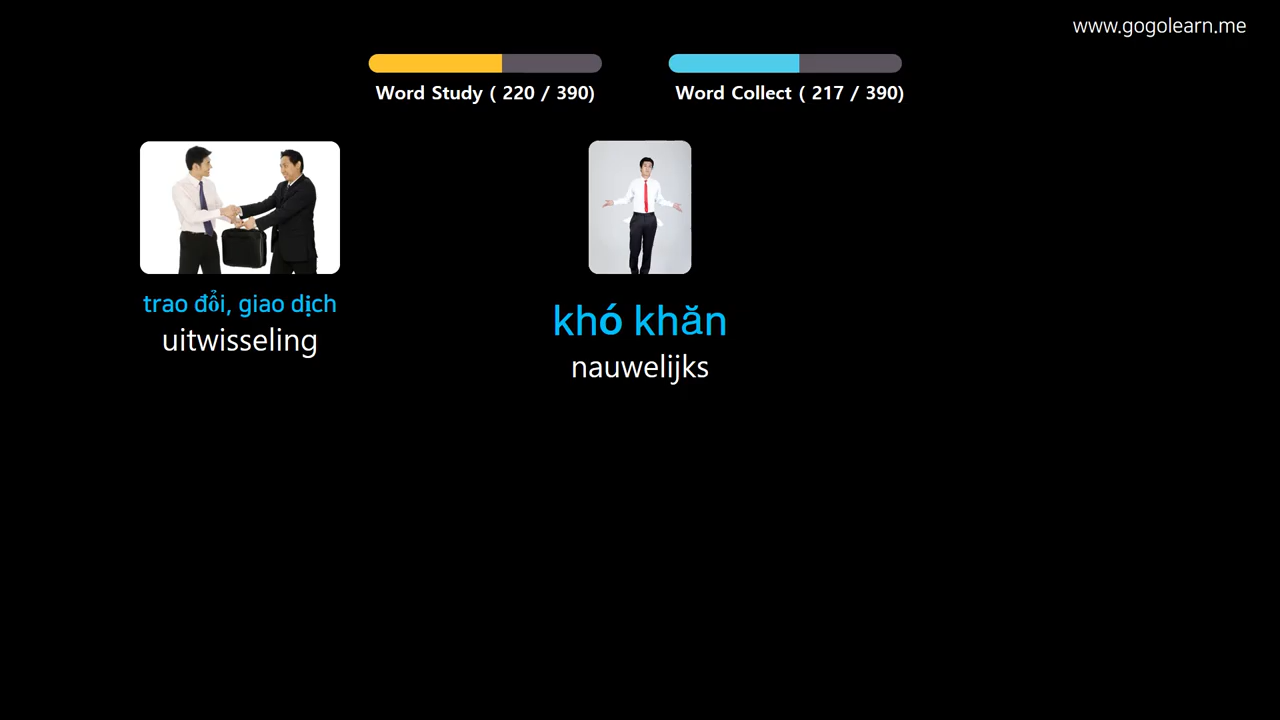 www.gogolearn.me
Word Study ( 220 / 390)
Word Collect ( 217 / 390)
trao đổi, giao dịch
uitwisseling
khó khăn
nauwelijks